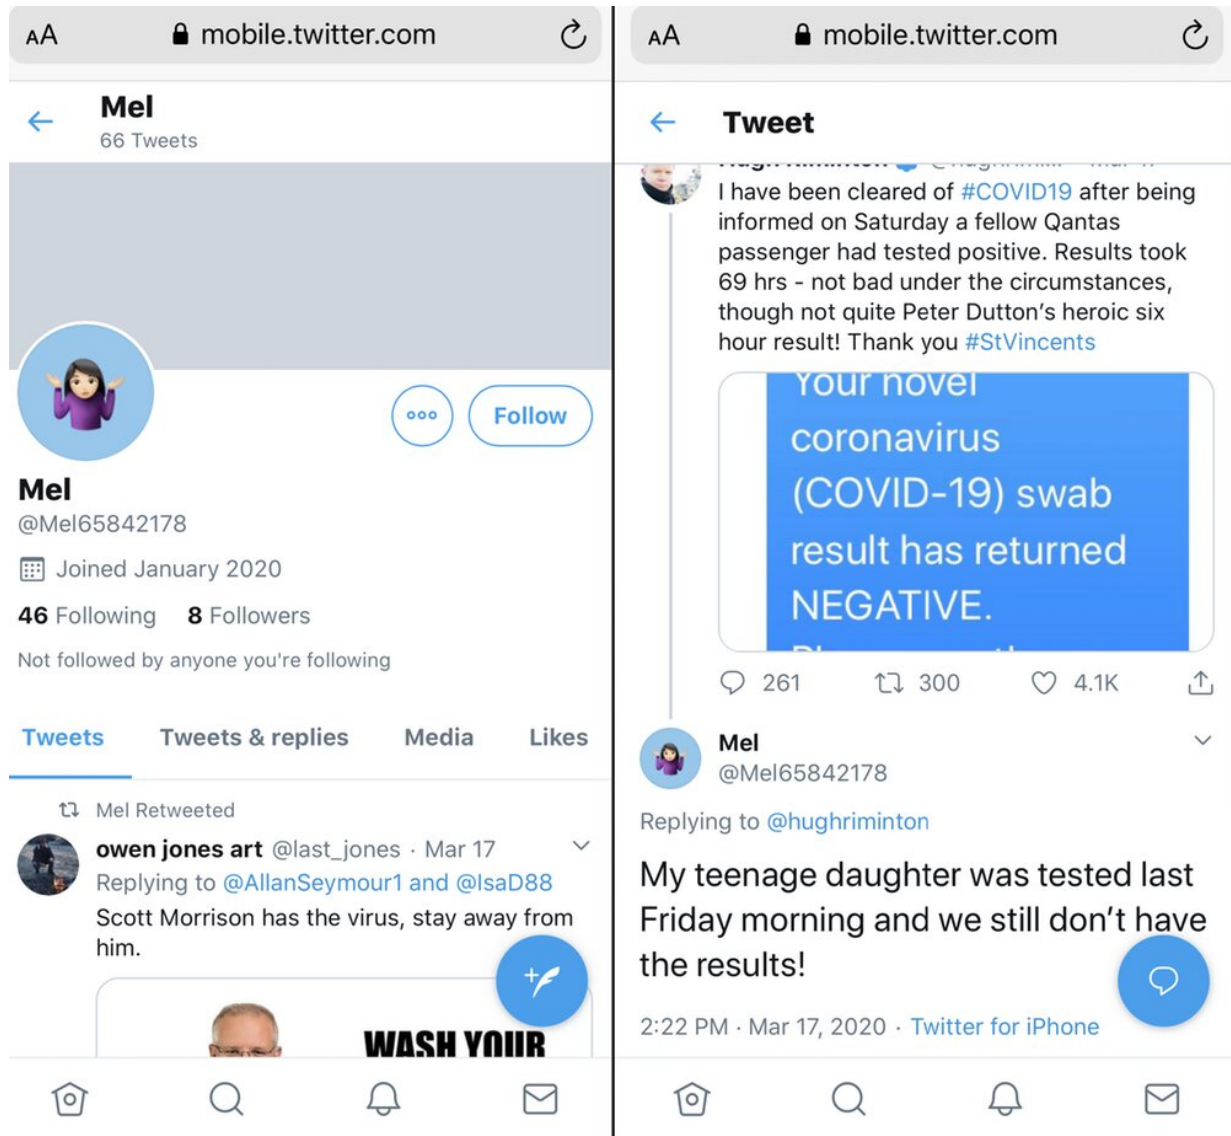 AA mobile.twitter.com
Mel
66 Tweets
Follow
Mel
@Mel65842178
Joined January 2020
46 Following 8 Followers
Not followed by anyone you're following
Tweets Tweets & replies Media Likes
Mel Retweeted
owen jones art @last_jones · Mar 17
Replying to @AllanSeymour1 and @IsaD88
Scott Morrison has the virus, stay away from
him.
WASH YOUR
AA mobile.twitter.com
Tweet
I have been cleared of #COVID19 after being
informed on Saturday a fellow Qantas
passenger had tested positive. Results took
69 hrs - not bad under the circumstances,
though not quite Peter Dutton's heroic six
hour result! Thank you #StVincents
Your novel
coronavirus
(COVID-19) swab
result has returned
NEGATIVE.
261 300 4.1K
Mel
@Mel65842178
Replying to @hughriminton
My teenage daughter was tested last
Friday morning and we still don't have
the results!
2:22 PM · Mar 17, 2020 · Twitter for iPhone